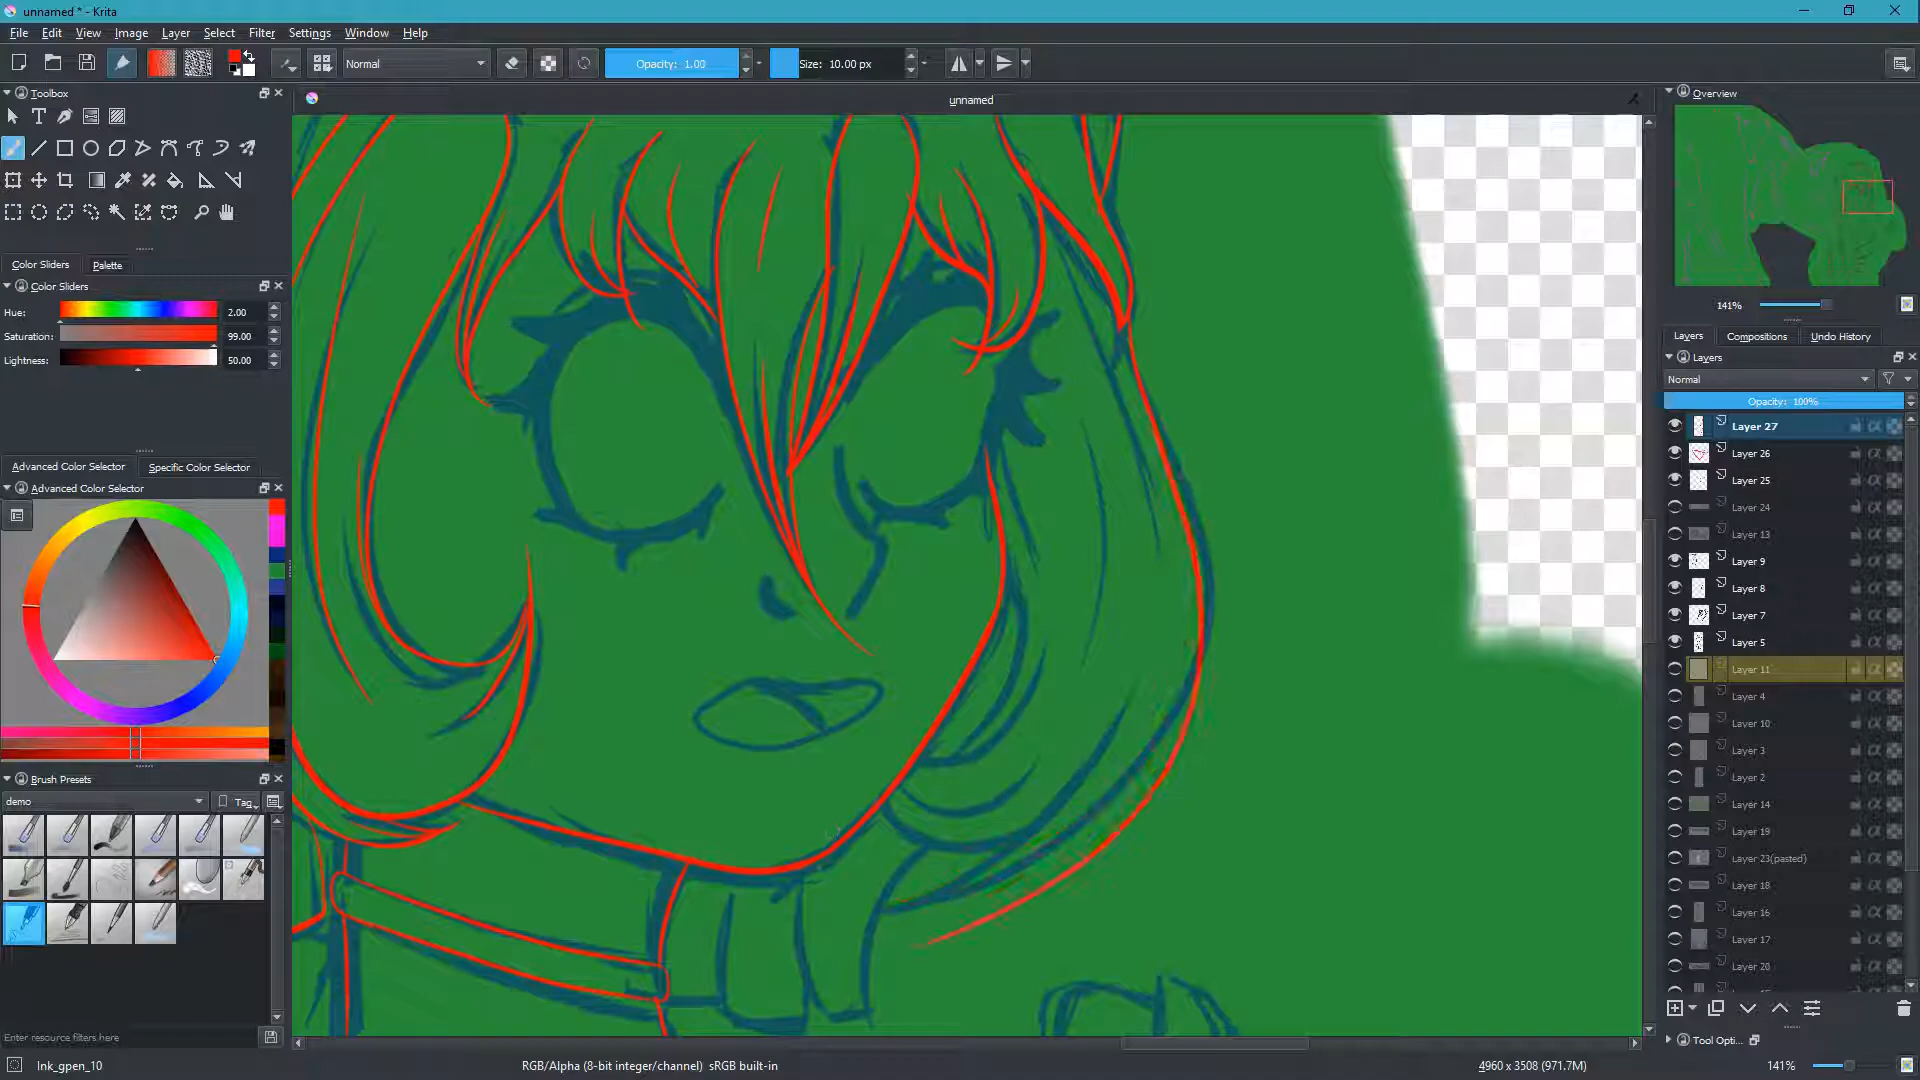 unnamed * - Krita
File Edit View Image Layer Select Filter Settings Window Help
Normal
Opacity: 1.00
Size: 10.00 px
Toolbox
unnamed
Overview
141%
Color Sliders
Palette
Color Sliders
Hue: 2.00
Saturation: 99.00
Lightness: 50.00
Layers Compositions Undo History
Layers
Normal
Opacity: 100%
Layer 27
Layer 26
Layer 25
Layer 24
Layer 13
Layer 9
Layer 8
Layer 7
Layer 5
Layer 11
Layer 4
Layer 10
Layer 3
Layer 2
Layer 14
Layer 19
Layer 23(pasted)
Layer 18
Layer 16
Layer 17
Layer 20
Advanced Color Selector
Specific Color Selector
Advanced Color Selector
Brush Presets
demo
Tag
Enter resource filters here
Tool Opti...
Ink_gpen_10
RGB/Alpha (8-bit integer/channel) sRGB built-in
4960 x 3508 (971.7M)
141%